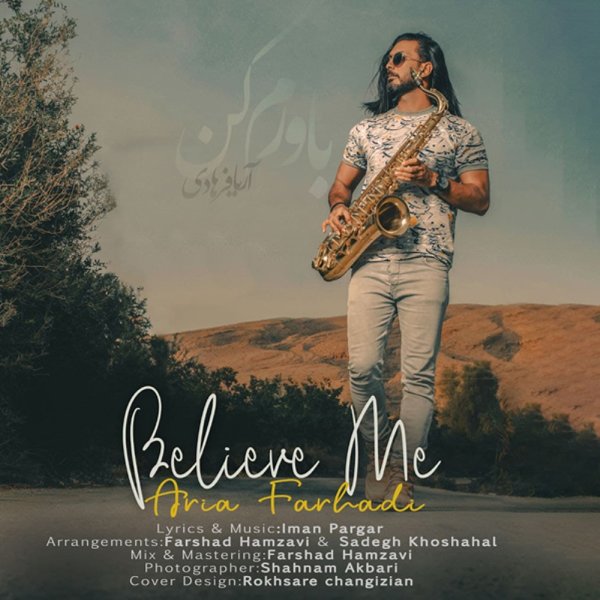 باورم کن
آریا فرهادی
Believe Me
Aria Farhadi
Lyrics & Music:Iman Pargar
Arrangements:Farshad Hamzavi & Sadegh Khoshahal
Mix & Mastering:Farshad Hamzavi
Photographer:Shahnam Akbari
Cover Design:Rokhsare changizian